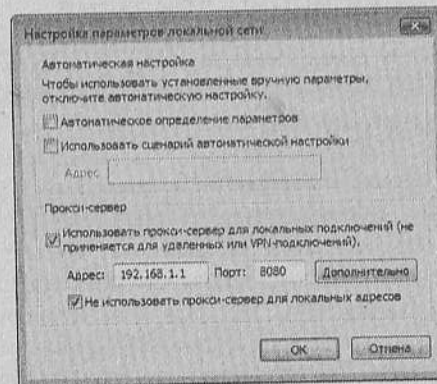 Настройка параметров локальной сети
Автоматическая настройка
Чтобы использовать установленные вручную параметры,
отключите автоматическую настройку.
Автоматическое определение параметров
Использовать сценарий автоматической настройки
Адрес
Прокси-сервер
Использовать прокси-сервер для локальных подключений (не
применяется для удаленных или VPN-подключений).
Адрес: 192.168.1.1 Порт: 8080 Дополнительно
Не использовать прокси-сервер для локальных адресов
ОК Отмена